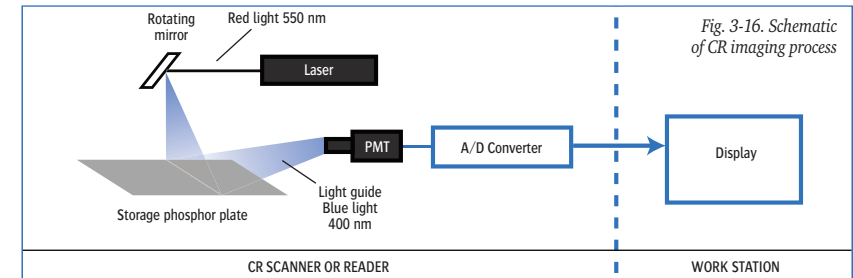 Rotating
mirror
Red light 550 nm
Fig. 3-16. Schematic
of CR imaging process
Laser
PMT
A/D Converter
Display
Light guide
Blue light
400 nm
Storage phosphor plate
CR SCANNER OR READER
WORK STATION